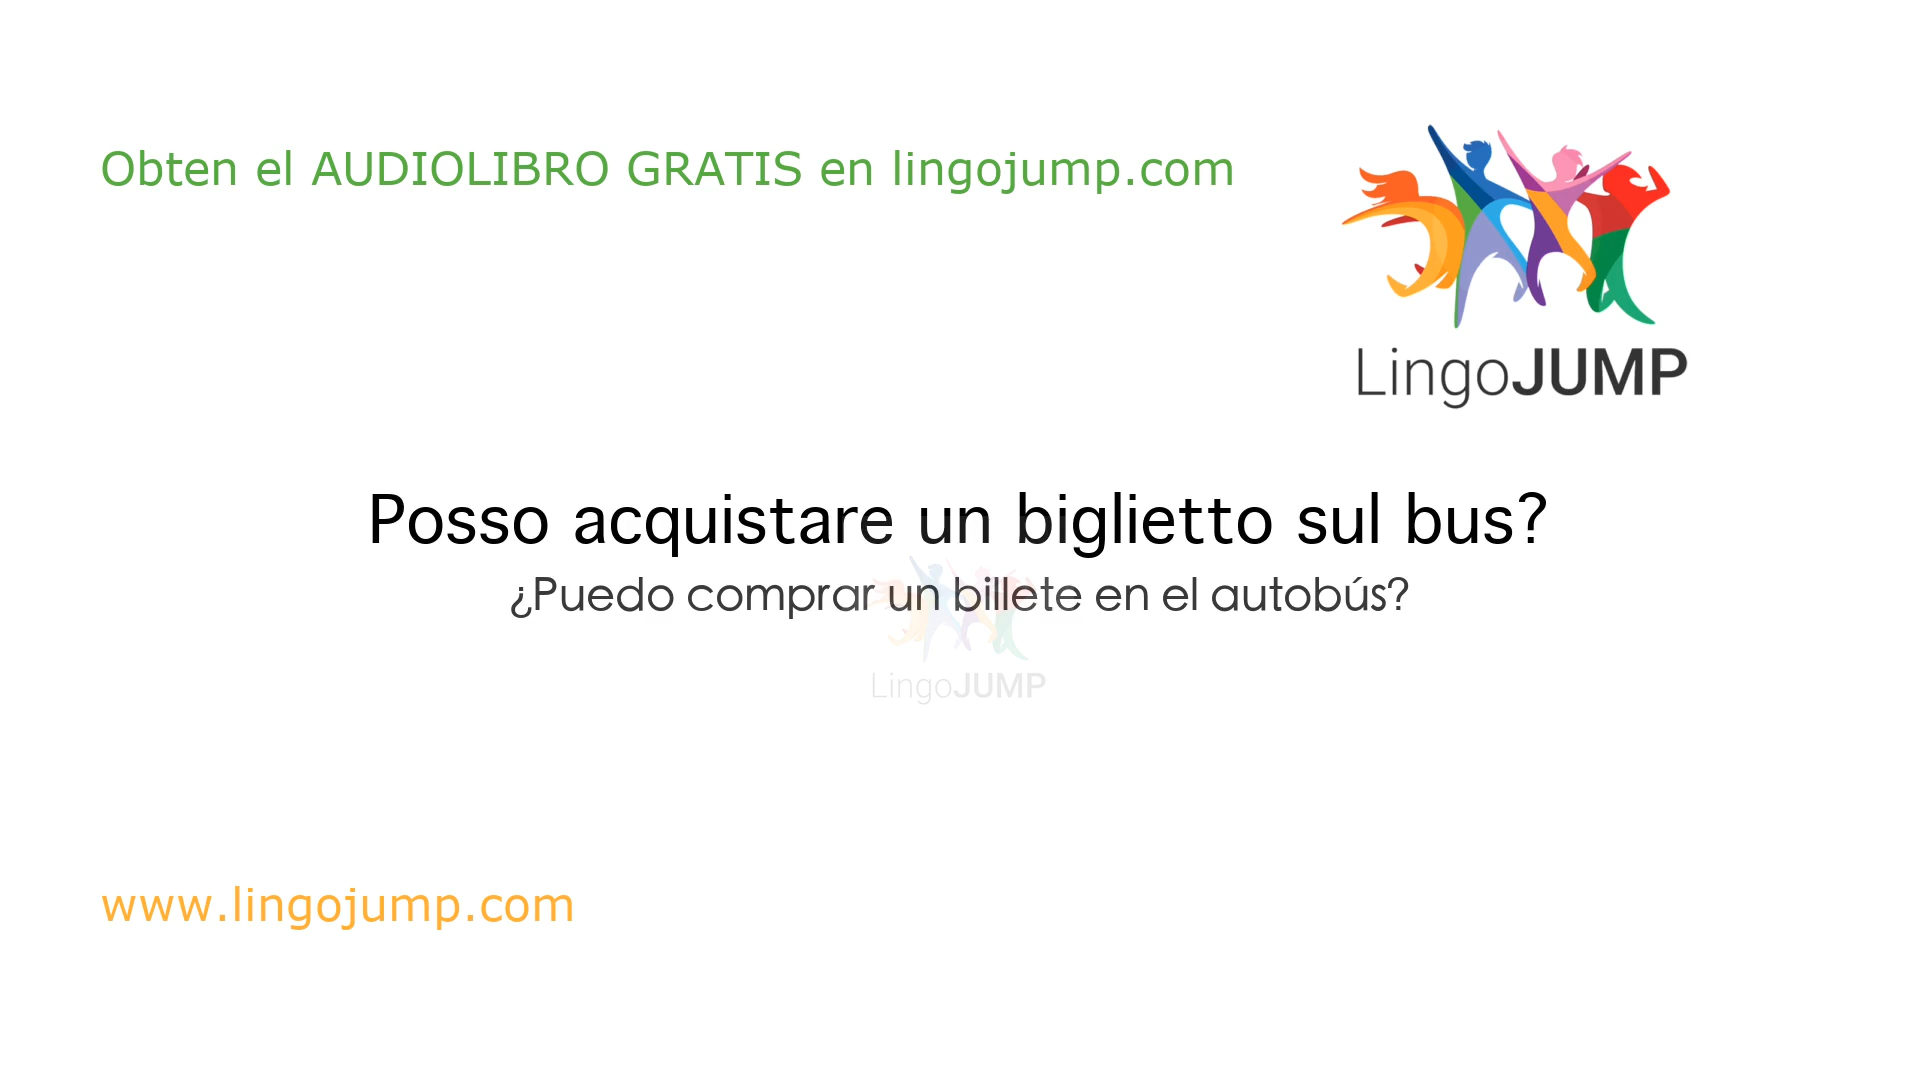 Obten el AUDIOLIBRO GRATIS en lingojump.com
LingoJUMP
Posso acquistare un biglietto sul bus?
¿Puedo comprar un billete en el autobús?
LingoJUMP
www.lingojump.com